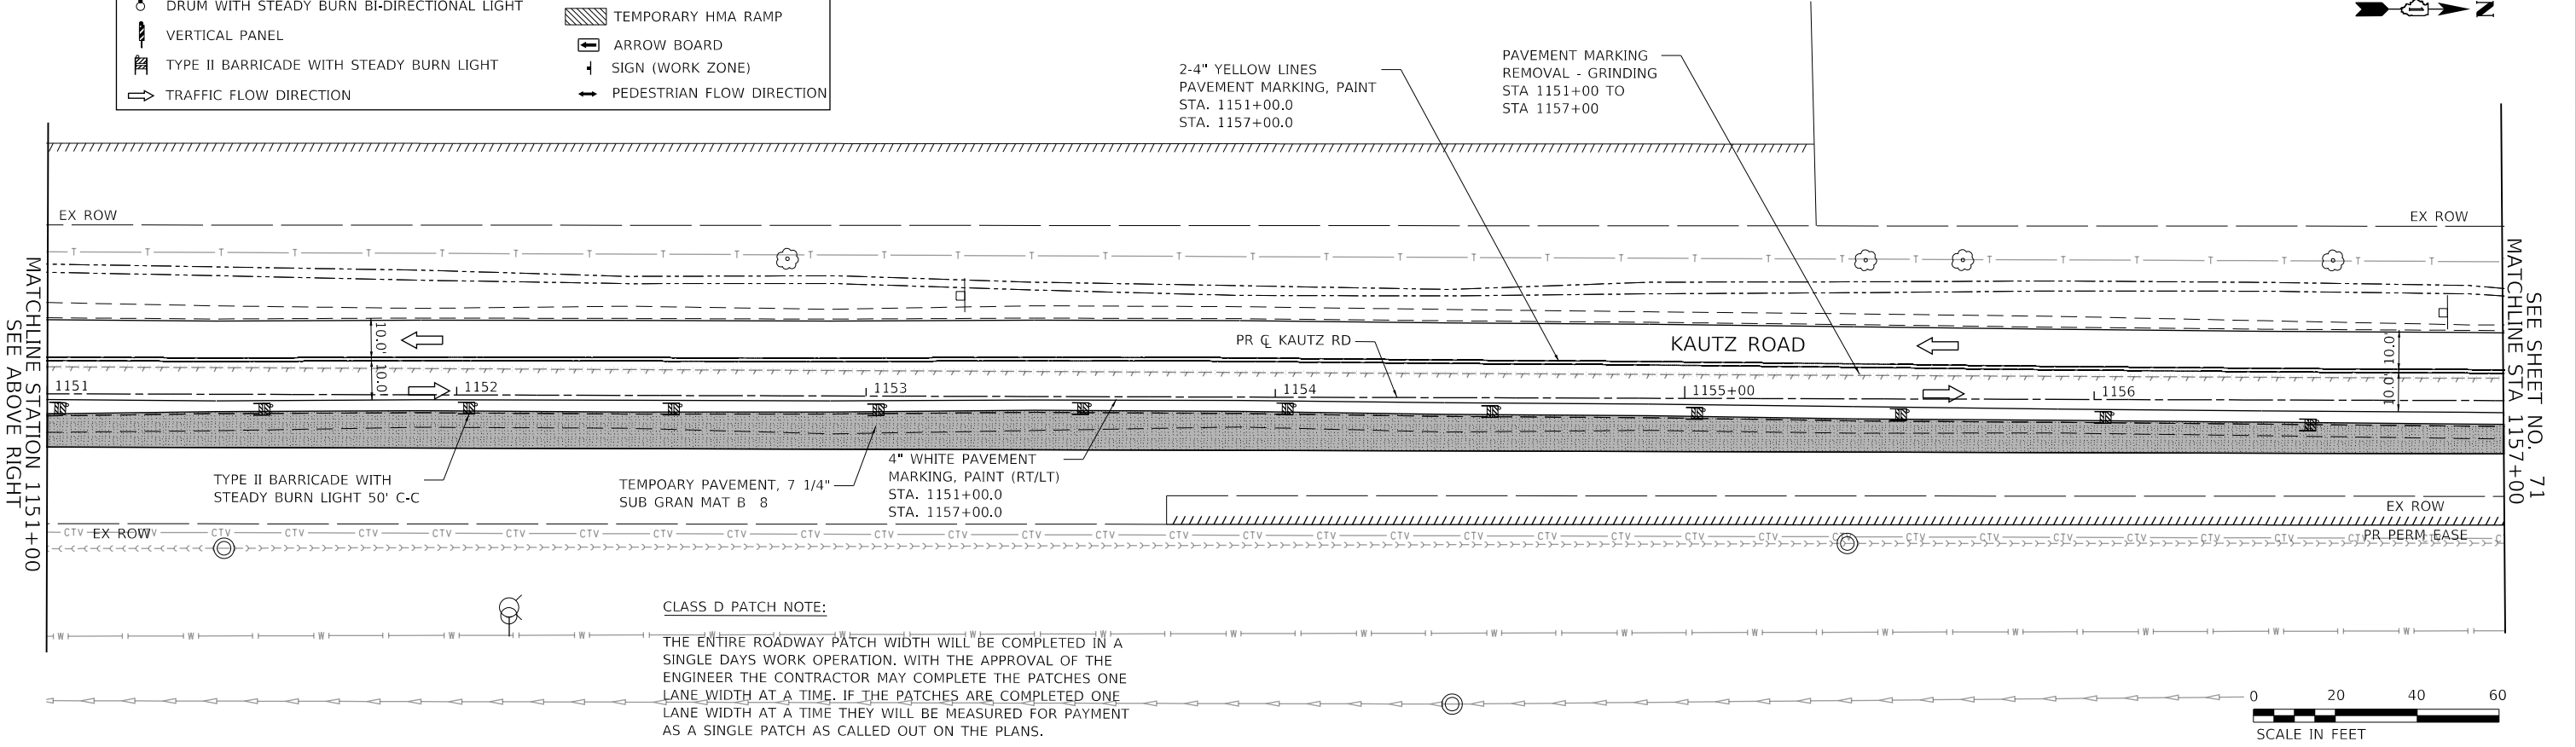 DRUM WITH STEADY BURN BI-DIRECTIONAL LIGHT
VERTICAL PANEL
TYPE II BARRICADE WITH STEADY BURN LIGHT
TRAFFIC FLOW DIRECTION
TEMPORARY HMA RAMP
ARROW BOARD
SIGN (WORK ZONE)
PEDESTRIAN FLOW DIRECTION
N
2-4" YELLOW LINES
PAVEMENT MARKING, PAINT
STA. 1151+00.0
STA. 1157+00.0
PAVEMENT MARKING
REMOVAL - GRINDING
STA 1151+00 TO
STA 1157+00
EX ROW
EX ROW
MATCHLINE STATION 1151+00
SEE ABOVE RIGHT
SEE SHEET NO. 71
MATCHLINE STA 1157+00
10.0'
10.0'
PR ℄ KAUTZ RD
KAUTZ ROAD
10.0'
10.0'
1151
1152
1153
1154
1155+00
1156
TYPE II BARRICADE WITH
STEADY BURN LIGHT 50' C-C
TEMPOARY PAVEMENT, 7 1/4"
SUB GRAN MAT B 8
4" WHITE PAVEMENT
MARKING, PAINT (RT/LT)
STA. 1151+00.0
STA. 1157+00.0
EX ROW
EX ROW
PR PERM EASE
CLASS D PATCH NOTE:
THE ENTIRE ROADWAY PATCH WIDTH WILL BE COMPLETED IN A
SINGLE DAYS WORK OPERATION. WITH THE APPROVAL OF THE
ENGINEER THE CONTRACTOR MAY COMPLETE THE PATCHES ONE
LANE WIDTH AT A TIME. IF THE PATCHES ARE COMPLETED ONE
LANE WIDTH AT A TIME THEY WILL BE MEASURED FOR PAYMENT
AS A SINGLE PATCH AS CALLED OUT ON THE PLANS.
0 20 40 60
SCALE IN FEET